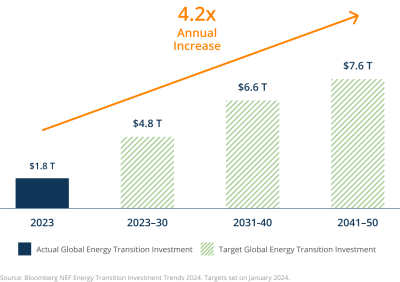 4.2x
Annual
Increase
$7.6 T
$6.6 T
$4.8 T
$1.8 T
2023
2023–30
2031-40
2041–50
Actual Global Energy Transition Investment
Target Global Energy Transition Investment
Source: Bloomberg NEF Energy Transition Investment Trends 2024. Targets set on January 2024.